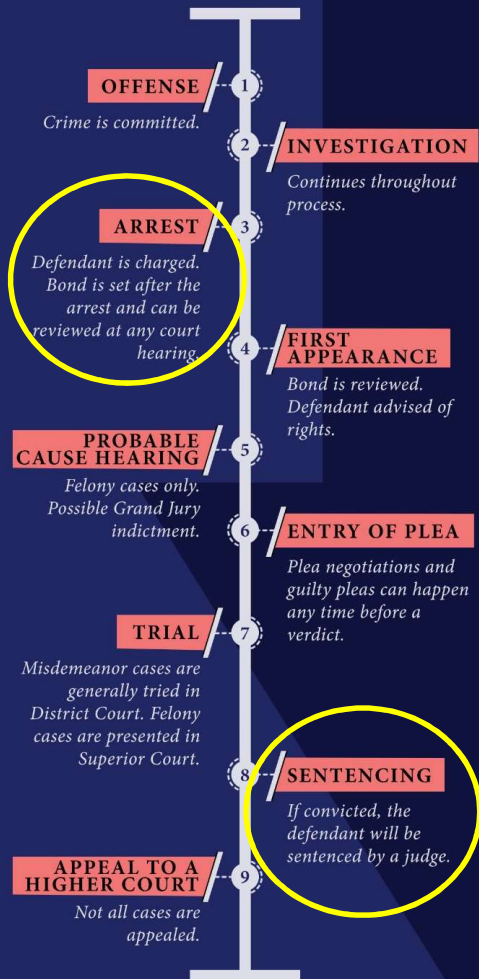 1
OFFENSE
Crime is committed.
2
INVESTIGATION
Continues throughout
process.
3
ARREST
Defendant is charged.
Bond is set after the
arrest and can be
reviewed at any court
hearing.
4
FIRST
APPEARANCE
Bond is reviewed.
Defendant advised of
rights.
5
PROBABLE
CAUSE HEARING
Felony cases only.
Possible Grand Jury
indictment.
6
ENTRY OF PLEA
Plea negotiations and
guilty pleas can happen
any time before a
verdict.
7
TRIAL
Misdemeanor cases are
generally tried in
District Court. Felony
cases are presented in
Superior Court.
8
SENTENCING
If convicted, the
defendant will be
sentenced by a judge.
9
APPEAL TO A
HIGHER COURT
Not all cases are
appealed.